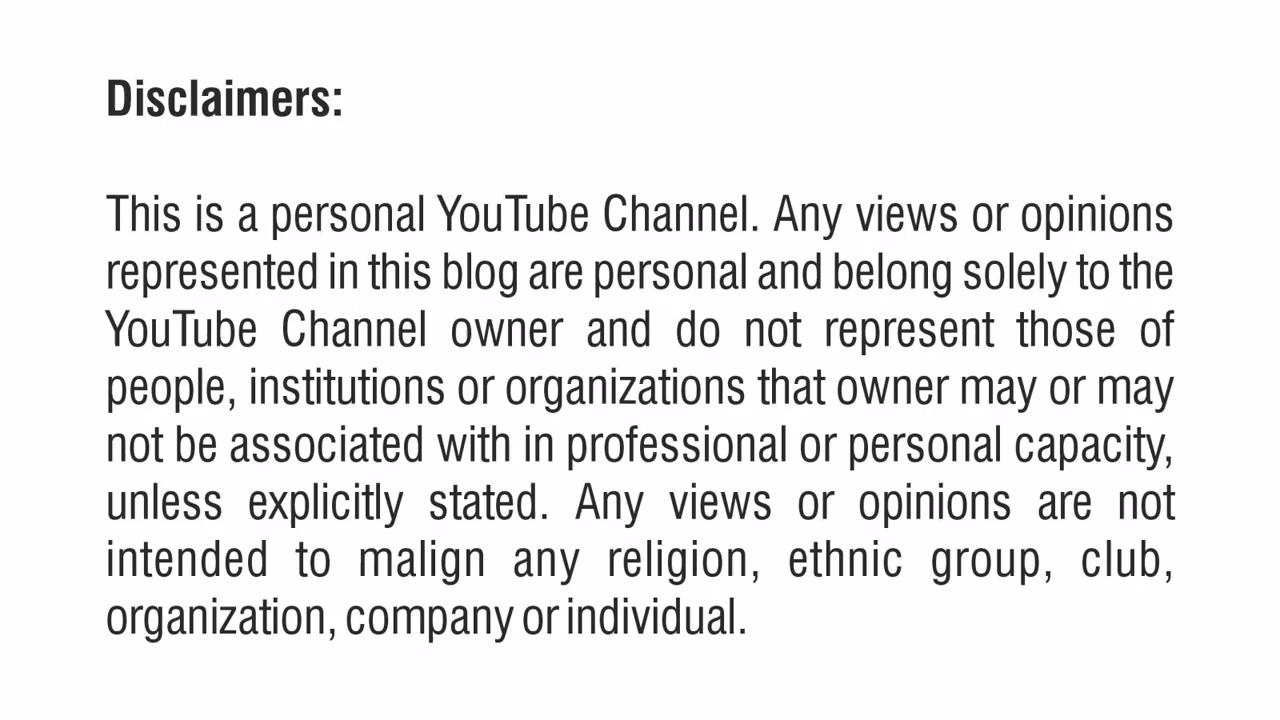 Disclaimers:
This is a personal YouTube Channel. Any views or opinions
represented in this blog are personal and belong solely to the
YouTube Channel owner and do not represent those of
people, institutions or organizations that owner may or may
not be associated with in professional or personal capacity,
unless explicitly stated. Any views or opinions are not
intended to malign any religion, ethnic group, club,
organization, company or individual.